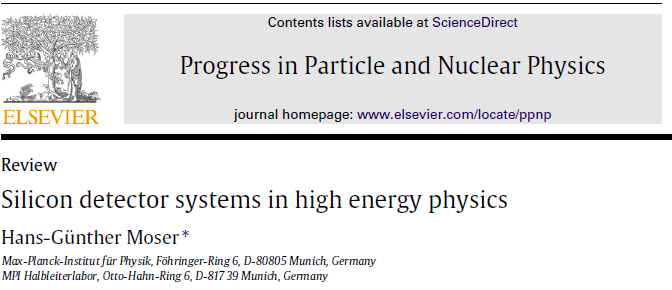 Contents lists available at ScienceDirect
Progress in Particle and Nuclear Physics
ELSEVIER
journal homepage: www.elsevier.com/locate/ppnp
Review
Silicon detector systems in high energy physics
Hans-Günther Moser*
Max-Planck-Institut für Physik, Föhringer-Ring 6, D-80805 Munich, Germany
MPI Halbleiterlabor, Otto-Hahn-Ring 6, D-817 39 Munich, Germany